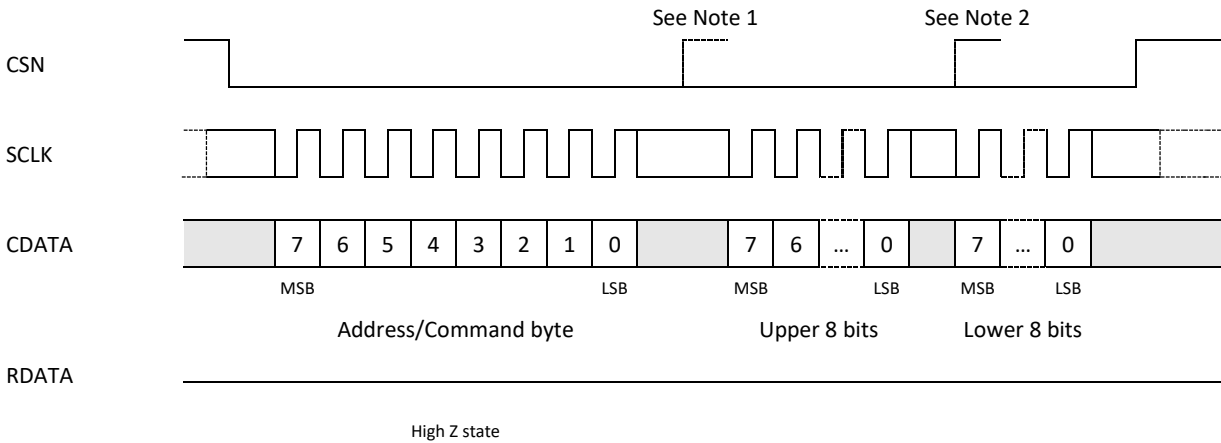 See Note 1 See Note 2
CSN
SCLK
CDATA 7 6 5 4 3 2 1 0 7 6 ... 0 7 ... 0
MSB LSB MSB LSB MSB LSB
Address/Command byte Upper 8 bits Lower 8 bits
RDATA
High Z state